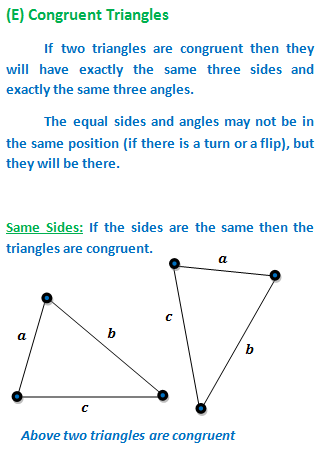 (E) Congruent Triangles
If two triangles are congruent then they
will have exactly the same three sides and
exactly the same three angles.
The equal sides and angles may not be in
the same position (if there is a turn or a flip), but
they will be there.
Same Sides: If the sides are the same then the
triangles are congruent.
a
c
b
a
b
c
Above two triangles are congruent